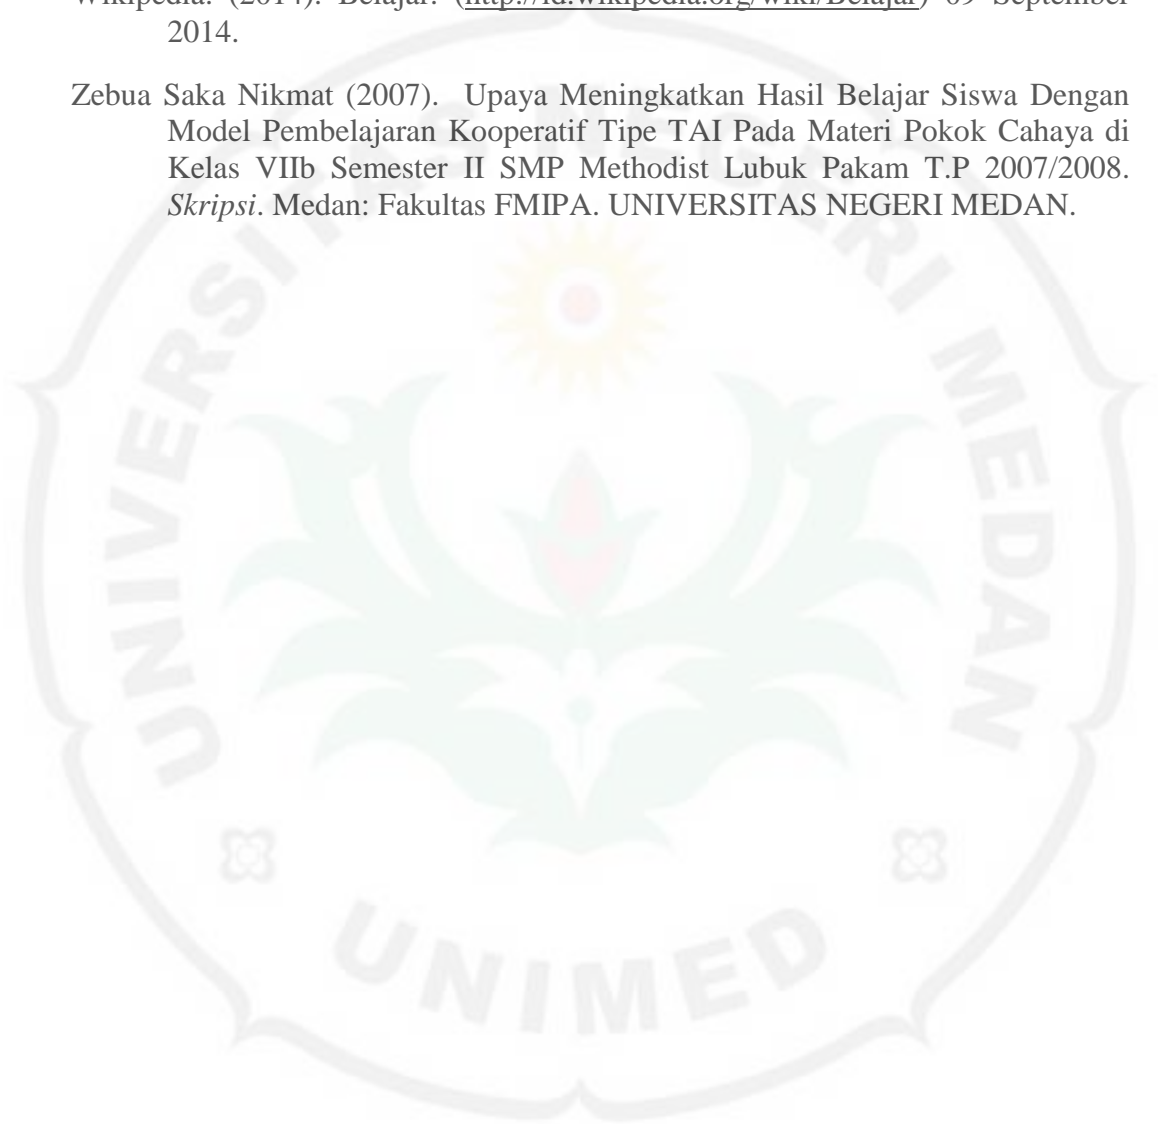 Wikipedia. (2014). Belajar. (http://id.wikipedia.org/wiki/Belajar) 09 September
2014.
Zebua Saka Nikmat (2007). Upaya Meningkatkan Hasil Belajar Siswa Dengan
Model Pembelajaran Kooperatif Tipe TAI Pada Materi Pokok Cahaya di
Kelas VIIb Semester II SMP Methodist Lubuk Pakam T.P 2007/2008.
Skripsi. Medan: Fakultas FMIPA. UNIVERSITAS NEGERI MEDAN.
UNIVERSITAS NEGERI MEDAN
UNIMED